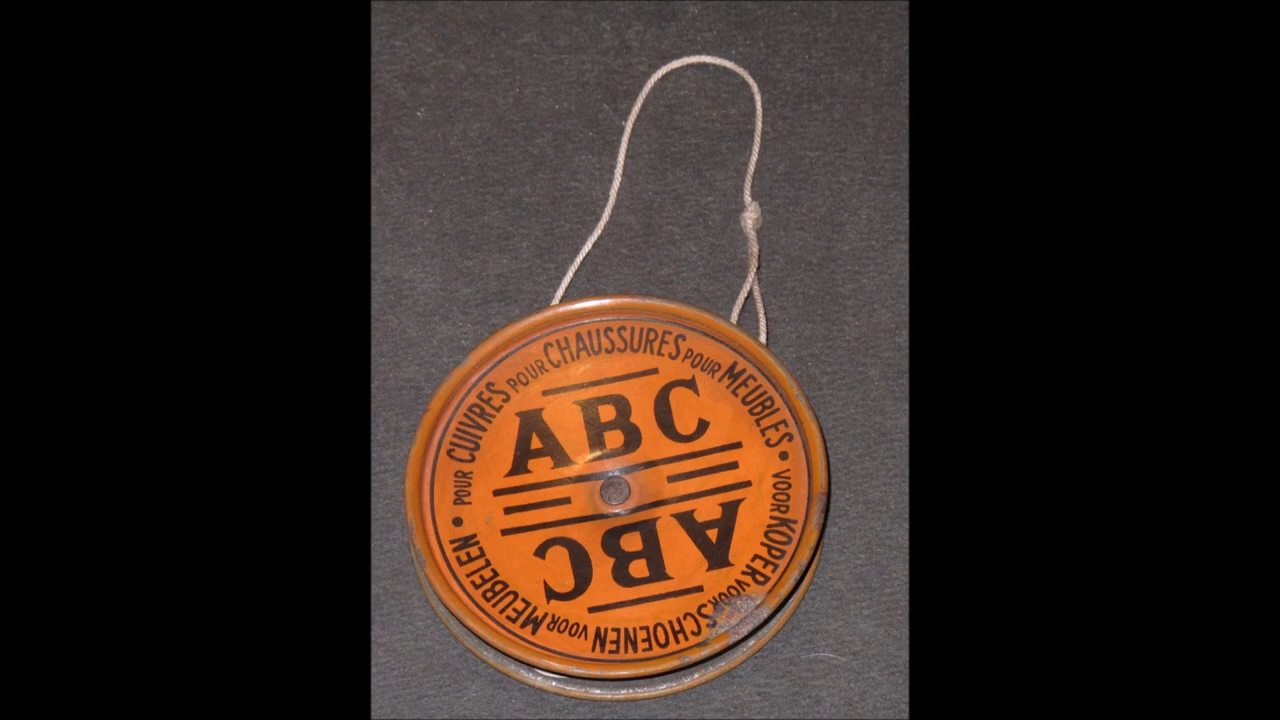 POUR CUIVRES POUR CHAUSSURES POUR MEUBLES •
ABC
ABC
VOOR KOPER VOOR SCHOENEN VOOR MEUBELEN •